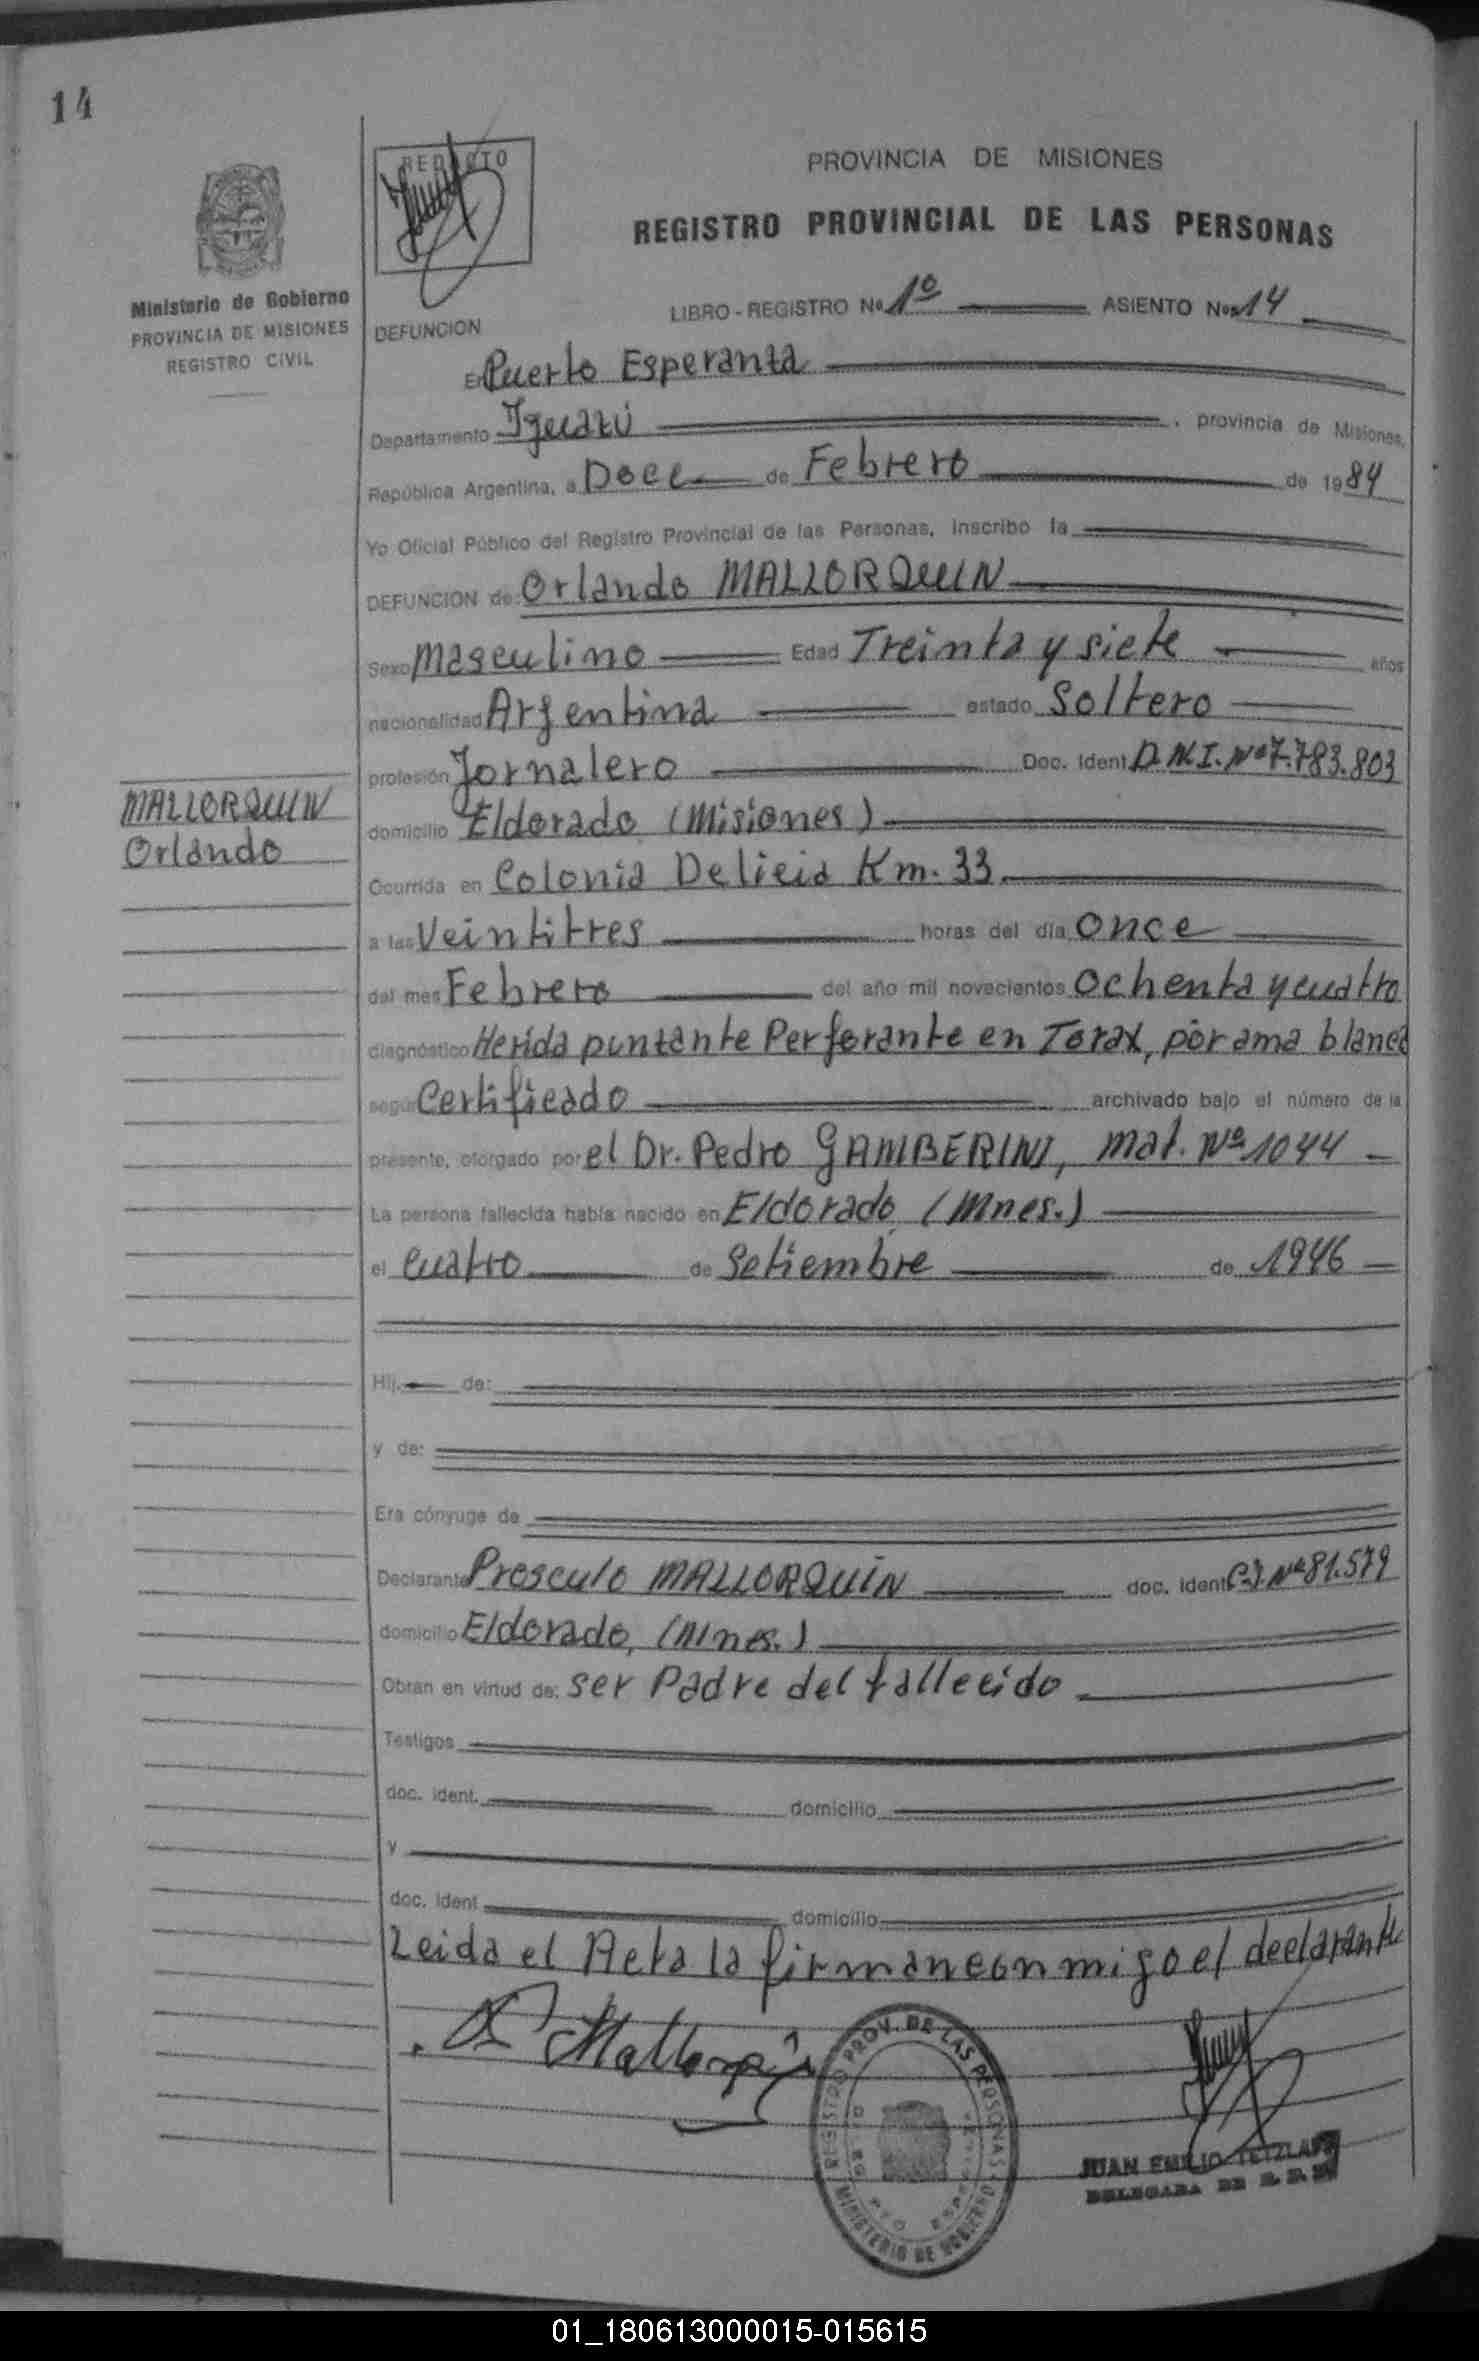 14
REDACTO
PROVINCIA DE MISIONES
REGISTRO PROVINCIAL DE LAS PERSONAS
Ministerio de Gobierno
PROVINCIA DE MISIONES
REGISTRO CIVIL
LIBRO - REGISTRO No. 1º ASIENTO Nos. 14
DEFUNCION
En Puerto Esperanza
Departamento Iguazú, provincia de Misiones,
República Argentina, a Doce de Febrero de 1984
Yo Oficial Público del Registro Provincial de las Personas, inscribo la
DEFUNCION de: Orlando MALLORQUIN
Sexo Masculino Edad Treinta y siete años
nacionalidad Argentina estado Soltero
profesión Jornalero Doc. Ident. D.N.I. Nº 7.783.803
MALLORQUIN
Orlando
domicilio Eldorado (Misiones)
Ocurrida en Colonia Delicia Km. 33
a las Veintitres horas del día once
del mes Febrero del año mil novecientos ochenta y cuatro
diagnóstico Herida punzante Perforante en Torax, por ama blanca
según Certificado archivado bajo el número de la
presente, otorgado por el Dr. Pedro GAMBERINI, mat. Nº 1044
La persona fallecida había nacido en Eldorado (Mnes.)
el cuatro de Setiembre de 1946
Hij de:
y de:
Era cónyuge de
Declarante Prosculo MALLORQUIN doc. ident. C.I. Nº 81.579
domicilio Eldorado, (Mnes.)
Obran en virtud de: ser Padre del fallecido
Testigos
doc. ident. domicilio
y
doc. ident. domicilio
Leida el Acta la firman conmigo el declarante
REGISTRO PROV. DE LAS PERSONAS
MINISTERIO DE GOBIERNO
JUAN EMILIO TETZLAFF